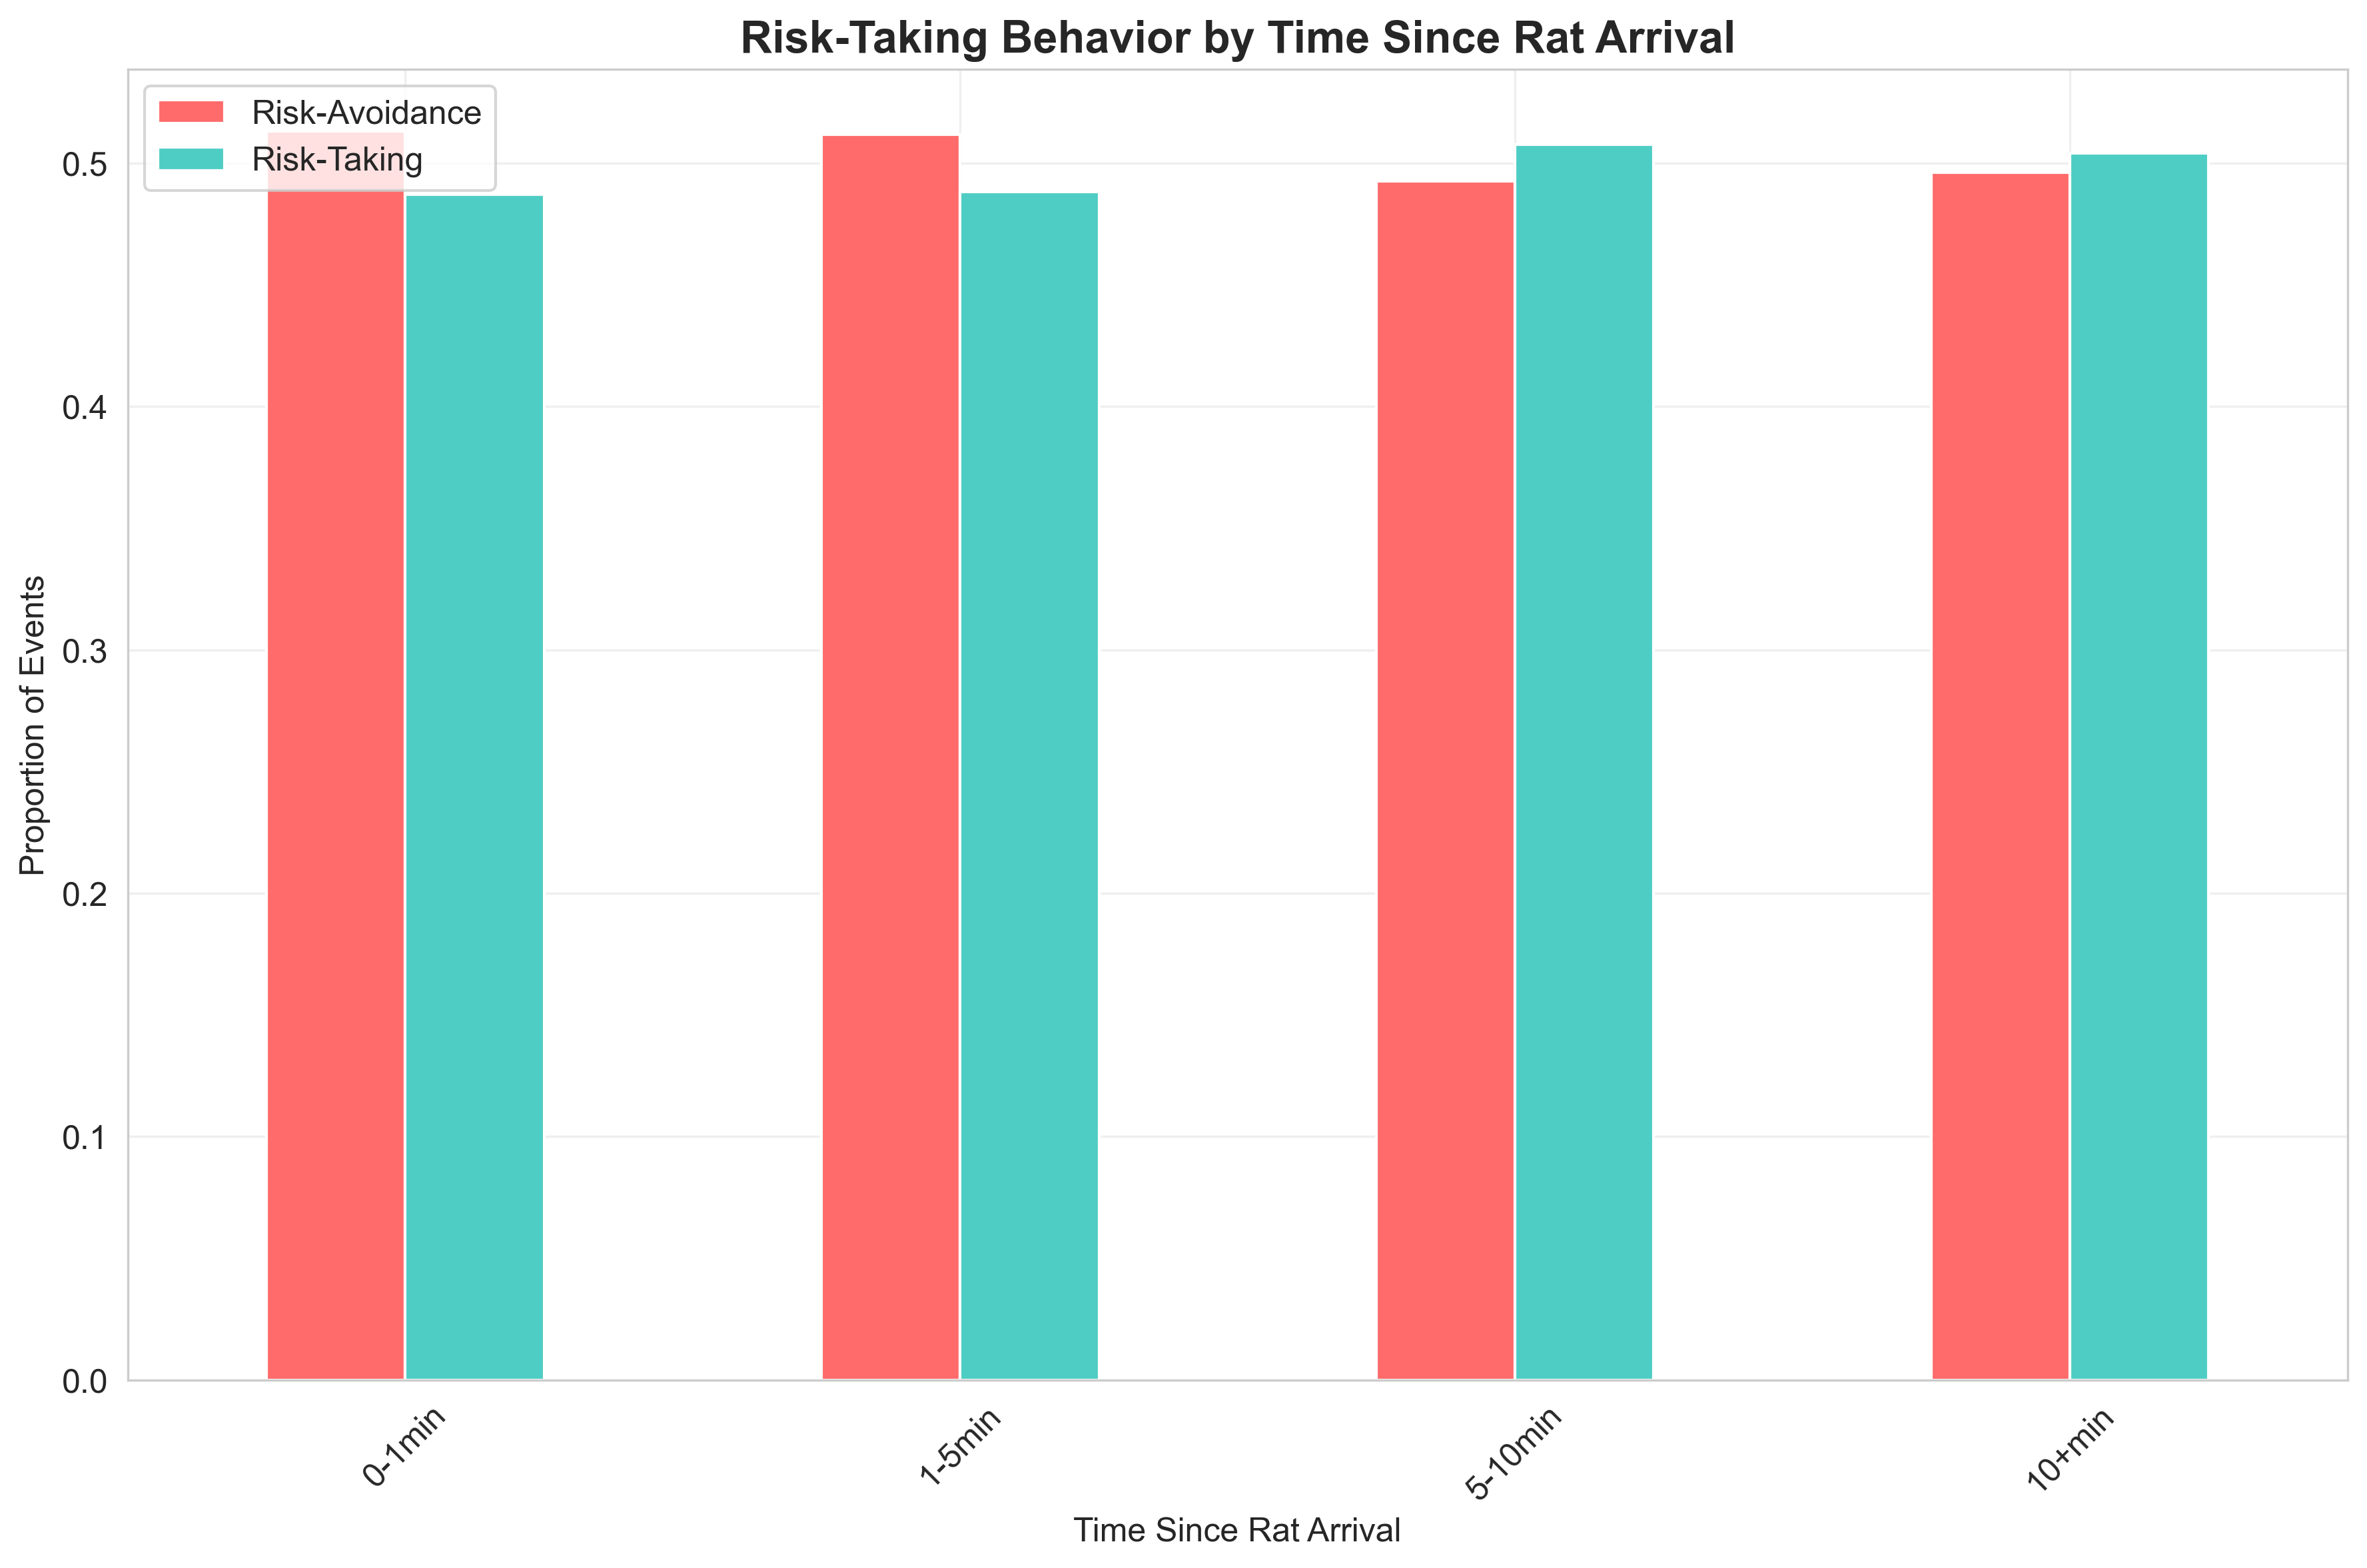 Risk-Taking Behavior by Time Since Rat Arrival
Risk-Avoidance
Risk-Taking
Proportion of Events
0.5
0.4
0.3
0.2
0.1
0.0
0-1min
1-5min
5-10min
10+min
Time Since Rat Arrival